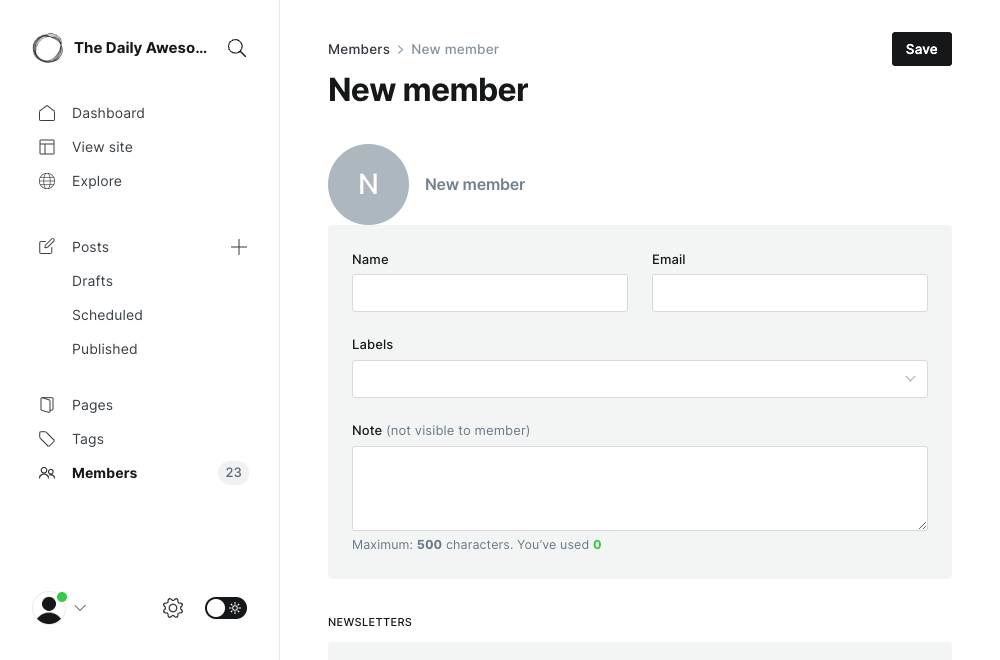 The Daily Aweso...
Dashboard
View site
Explore
Posts
Drafts
Scheduled
Published
Pages
Tags
Members 23
Members > New member
Save
New member
N New member
Name Email
Labels
Note (not visible to member)
Maximum: 500 characters. You’ve used 0
NEWSLETTERS